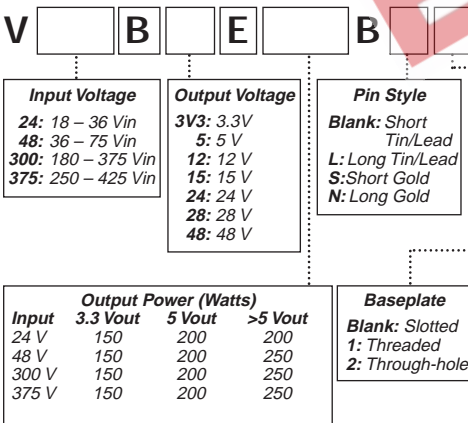 V B E B
Input Voltage
24: 18 – 36 Vin
48: 36 – 75 Vin
300: 180 – 375 Vin
375: 250 – 425 Vin
Output Voltage
3V3: 3.3V
5: 5 V
12: 12 V
15: 15 V
24: 24 V
28: 28 V
48: 48 V
Pin Style
Blank: Short
Tin/Lead
L: Long Tin/Lead
S:Short Gold
N: Long Gold
Output Power (Watts)
Input 3.3 Vout 5 Vout >5 Vout
24 V 150 200 200
48 V 150 200 250
300 V 150 200 250
375 V 150 200 250
Baseplate
Blank: Slotted
1: Threaded
2: Through-hole